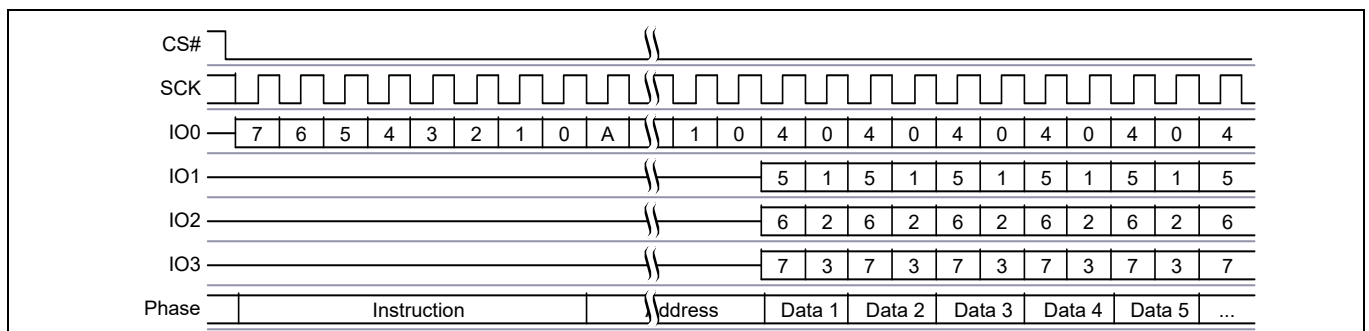 CS#
SCK
IO0 7 6 5 4 3 2 1 0 A 1 0 4 0 4 0 4 0 4 0 4 0 4
IO1 5 1 5 1 5 1 5 1 5 1 5
IO2 6 2 6 2 6 2 6 2 6 2 6
IO3 7 3 7 3 7 3 7 3 7 3 7
Phase Instruction Address Data 1 Data 2 Data 3 Data 4 Data 5 ...